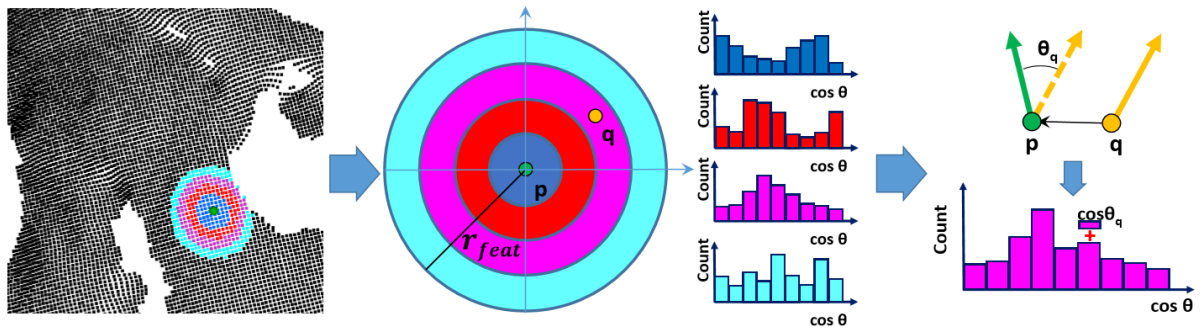 p
q
r_feat
Count
cos θ
Count
cos θ
Count
cos θ
Count
cos θ
θq
p
q
cosθq
+
Count
cos θ